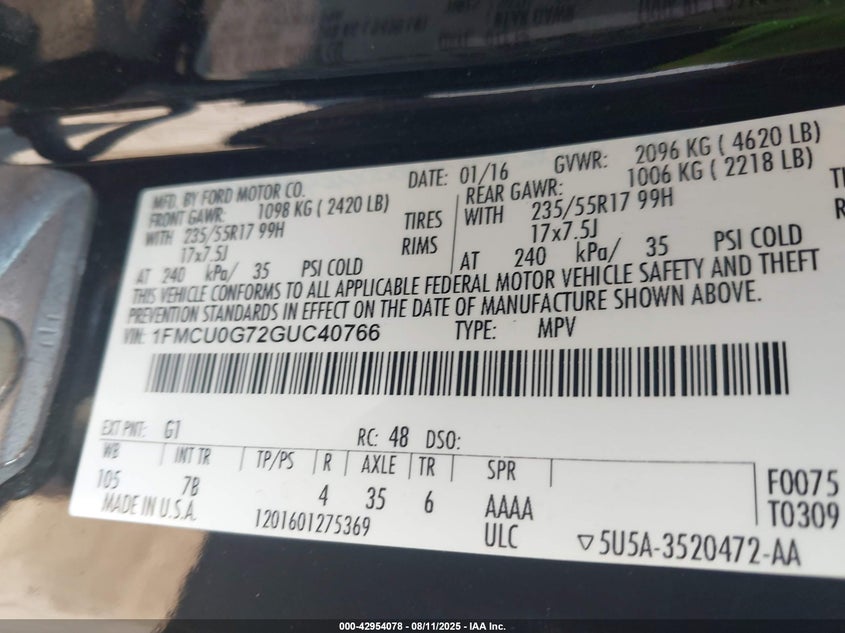 MFD. BY FORD MOTOR CO.
DATE: 01/16 GVWR: 2096 KG ( 4620 LB)
FRONT GAWR: 1098 KG ( 2420 LB)
REAR GAWR: 1006 KG ( 2218 LB)
WITH 235/55R17 99H TIRES
WITH 235/55R17 99H
17x7.5J RIMS
17x7.5J
AT 240 kPa/ 35 PSI COLD
AT 240 kPa/ 35 PSI COLD
THIS VEHICLE CONFORMS TO ALL APPLICABLE FEDERAL MOTOR VEHICLE SAFETY AND THEFT
PREVENTION STANDARDS IN EFFECT ON THE DATE OF MANUFACTURE SHOWN ABOVE.
VIN: 1FMCU0G72GUC40766 TYPE: MPV
EXT PNT: G1 RC: 48 DSO:
WB INT TR TP/PS R AXLE TR SPR
105 7B 4 35 6 AAAA
F0075
T0309
MADE IN U.S.A. 1201601275369 ULC
▽5U5A-3520472-AA
000-42954078 - 08/11/2025 - IAA Inc.